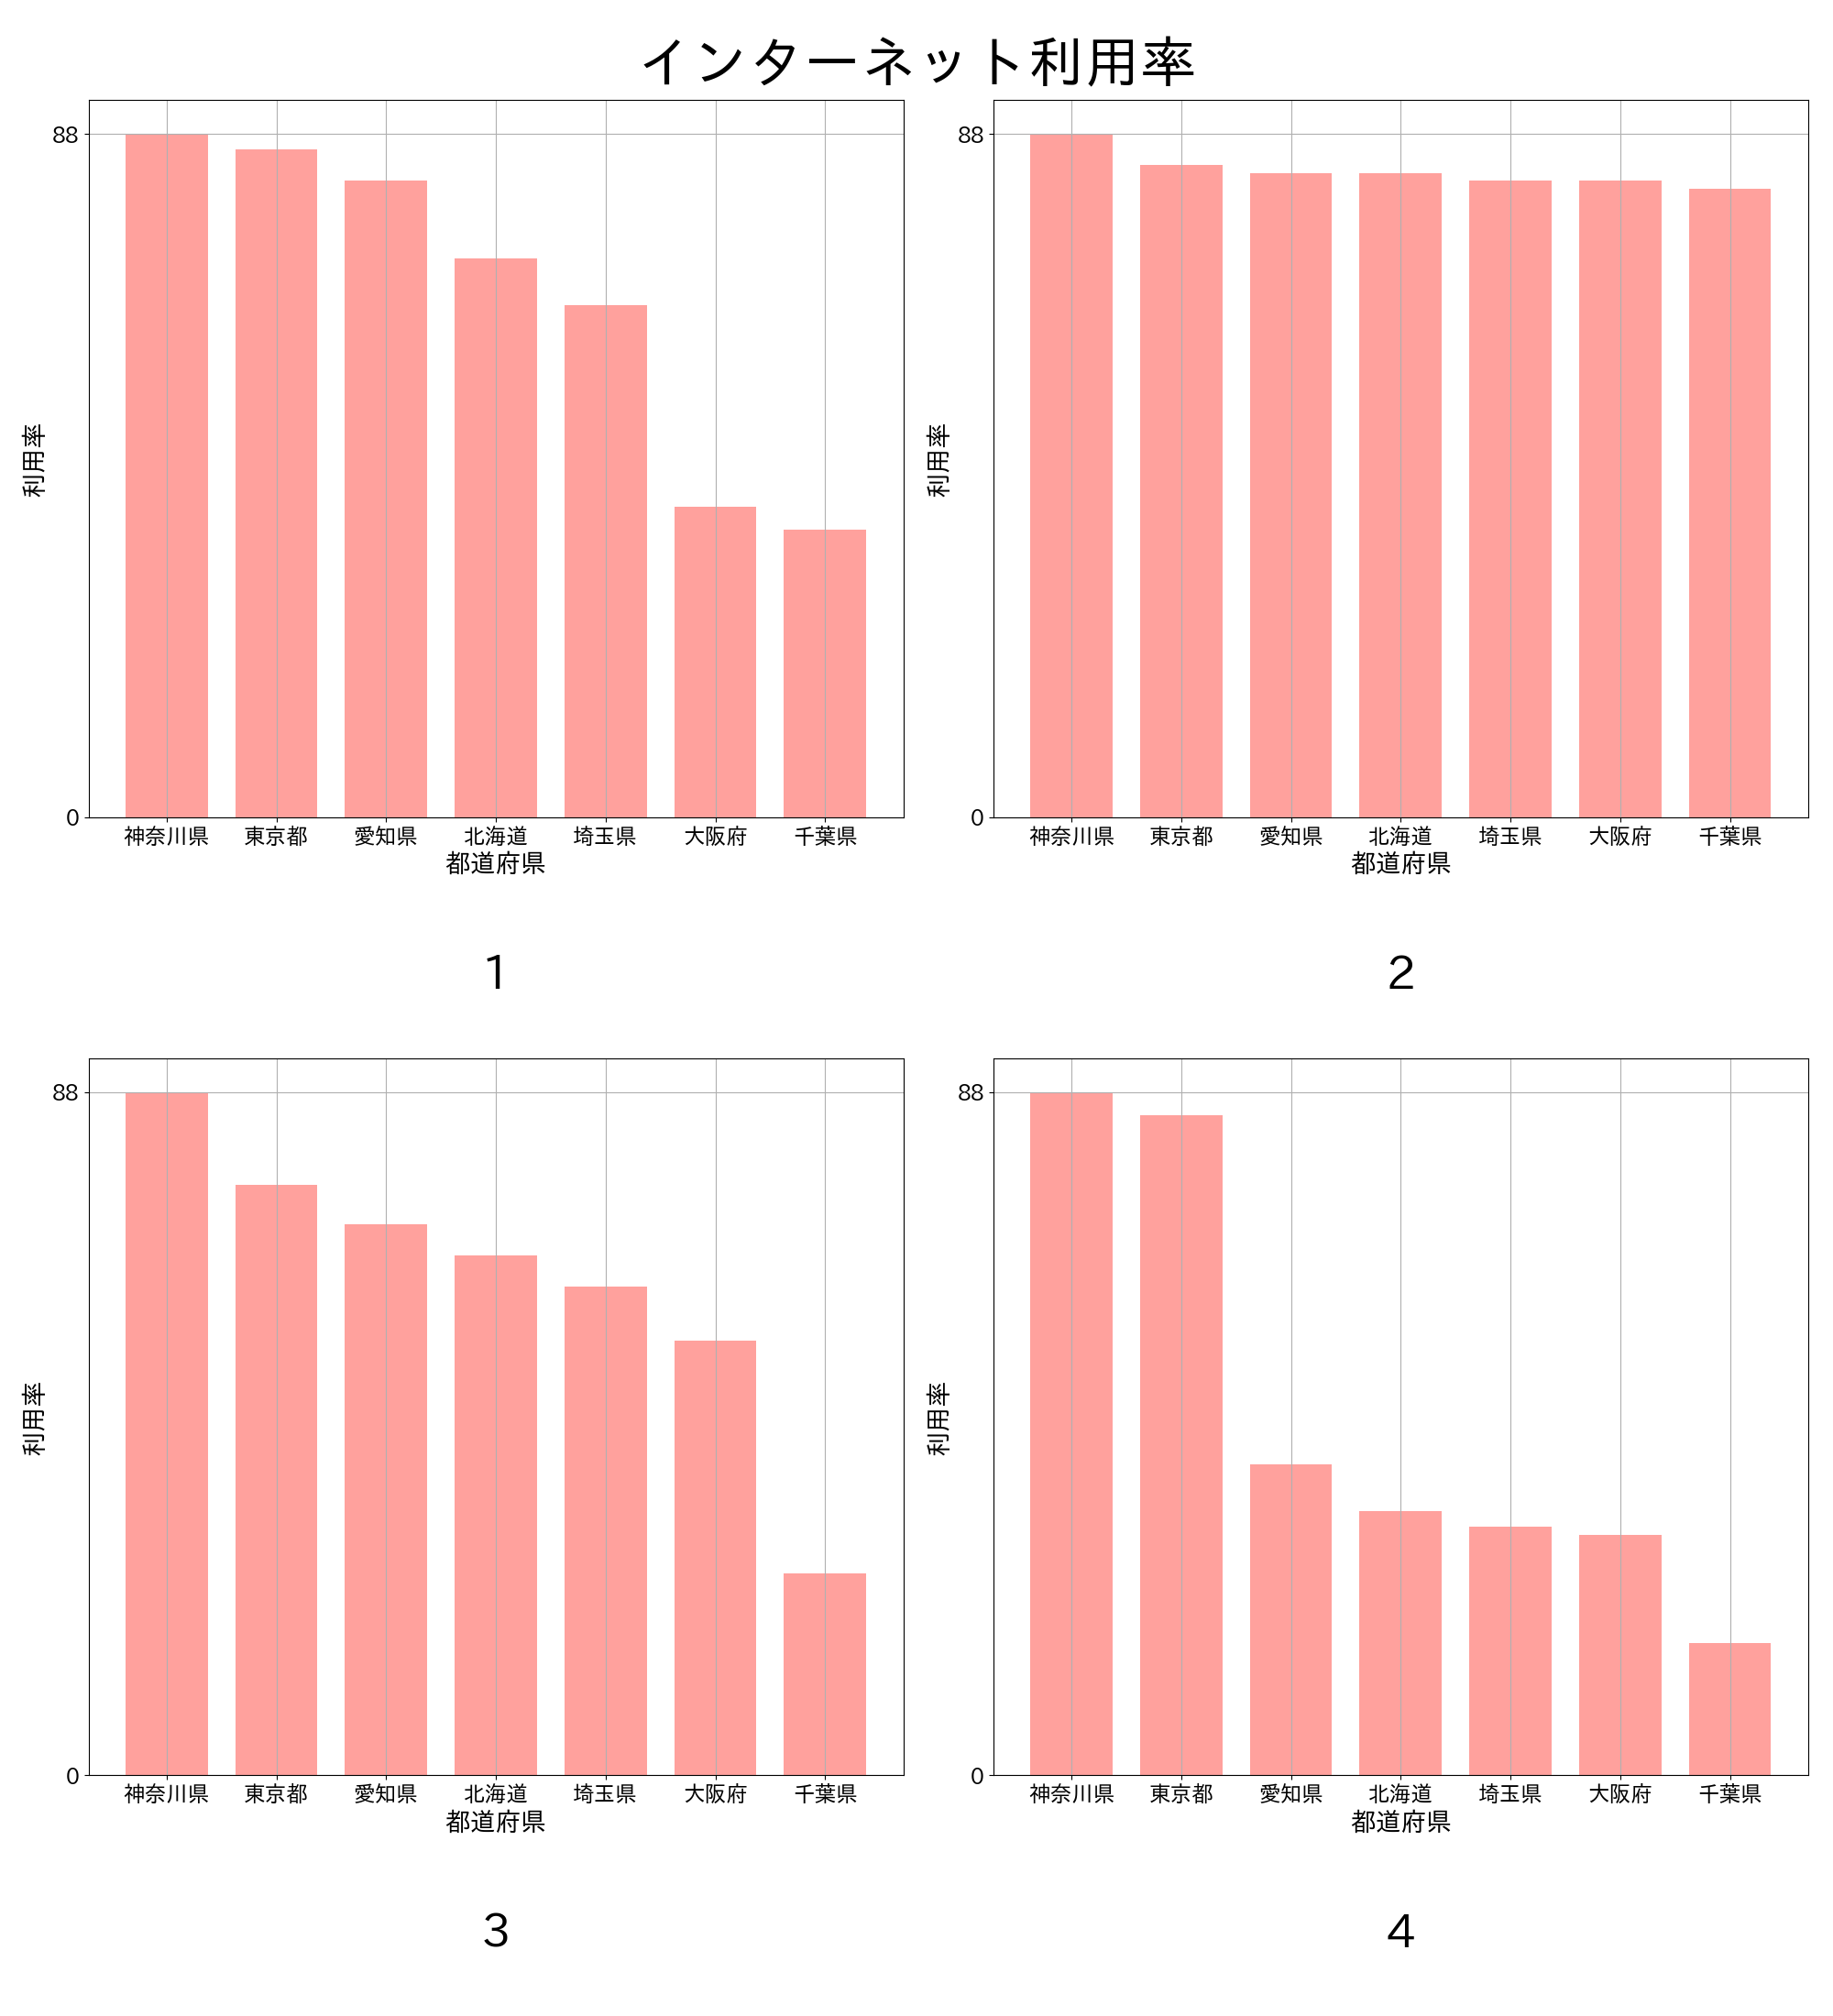 インターネット利用率
88
0
利用率
神奈川県 東京都 愛知県 北海道 埼玉県 大阪府 千葉県
都道府県
1
88
0
利用率
神奈川県 東京都 愛知県 北海道 埼玉県 大阪府 千葉県
都道府県
2
88
0
利用率
神奈川県 東京都 愛知県 北海道 埼玉県 大阪府 千葉県
都道府県
3
88
0
利用率
神奈川県 東京都 愛知県 北海道 埼玉県 大阪府 千葉県
都道府県
4